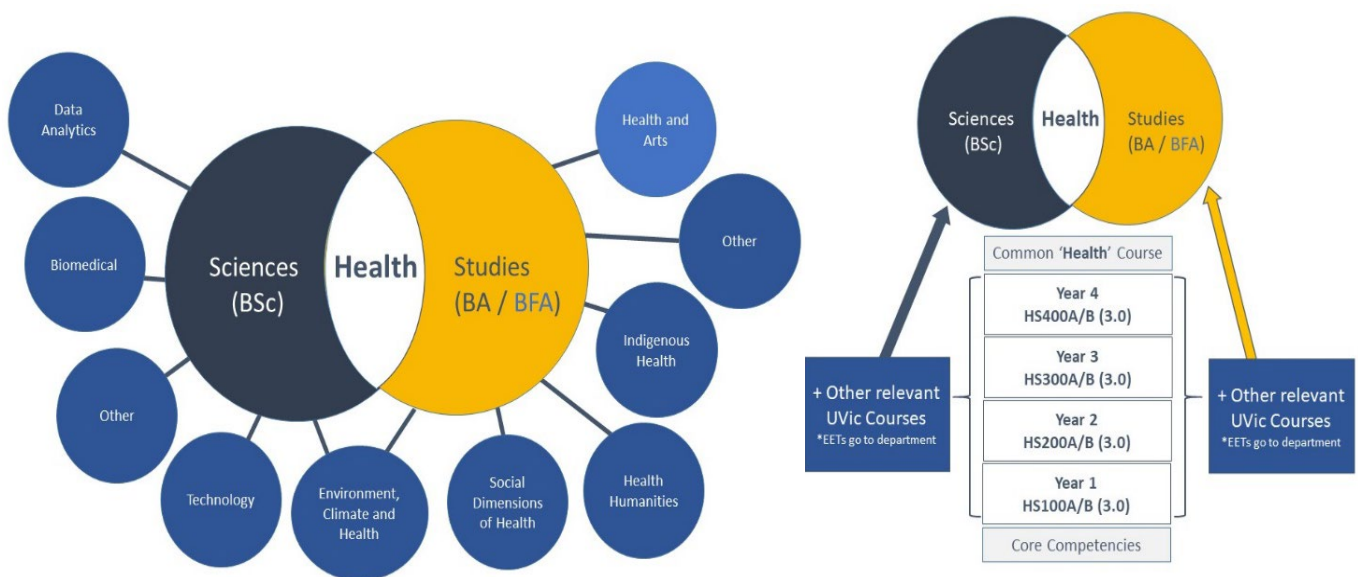 Data
Analytics
Biomedical
Other
Technology
Environment,
Climate and
Health
Social
Dimensions
of Health
Health
Humanities
Indigenous
Health
Other
Health and
Arts
Sciences
(BSc)
Health
Studies
(BA / BFA)
Sciences
(BSc)
Health
Studies
(BA / BFA)
Common 'Health' Course
Year 4
HS400A/B (3.0)
Year 3
HS300A/B (3.0)
Year 2
HS200A/B (3.0)
Year 1
HS100A/B (3.0)
Core Competencies
+ Other relevant
UVic Courses
*EETs go to department
+ Other relevant
UVic Courses
*EETs go to department